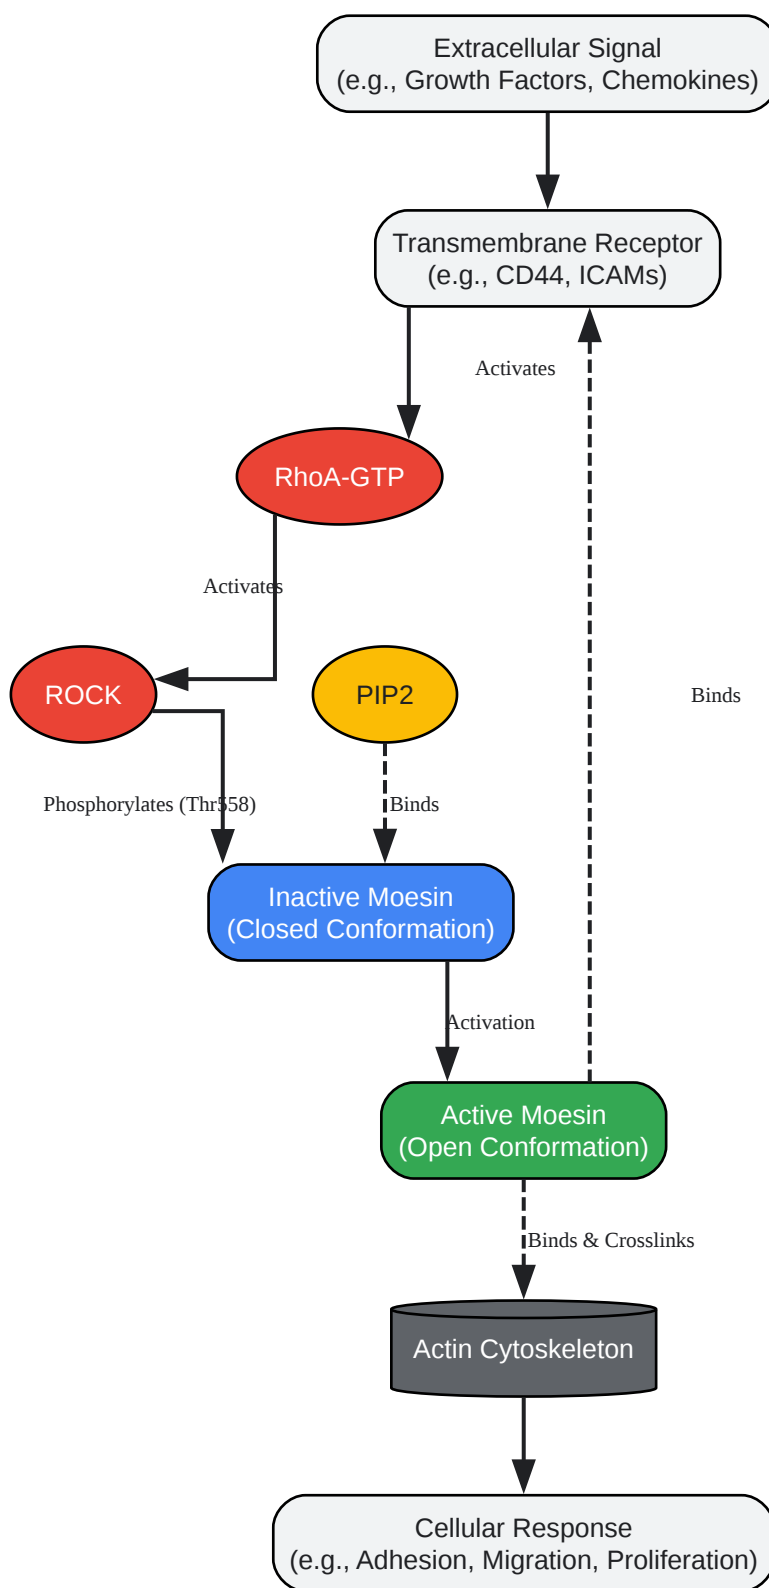 Extracellular Signal
(e.g., Growth Factors, Chemokines)
Transmembrane Receptor
(e.g., CD44, ICAMs)
Activates
RhoA-GTP
Activates
ROCK
PIP2
Binds
Phosphorylates (Thr558)
Binds
Inactive Moesin
(Closed Conformation)
Activation
Active Moesin
(Open Conformation)
Binds & Crosslinks
Actin Cytoskeleton
Cellular Response
(e.g., Adhesion, Migration, Proliferation)